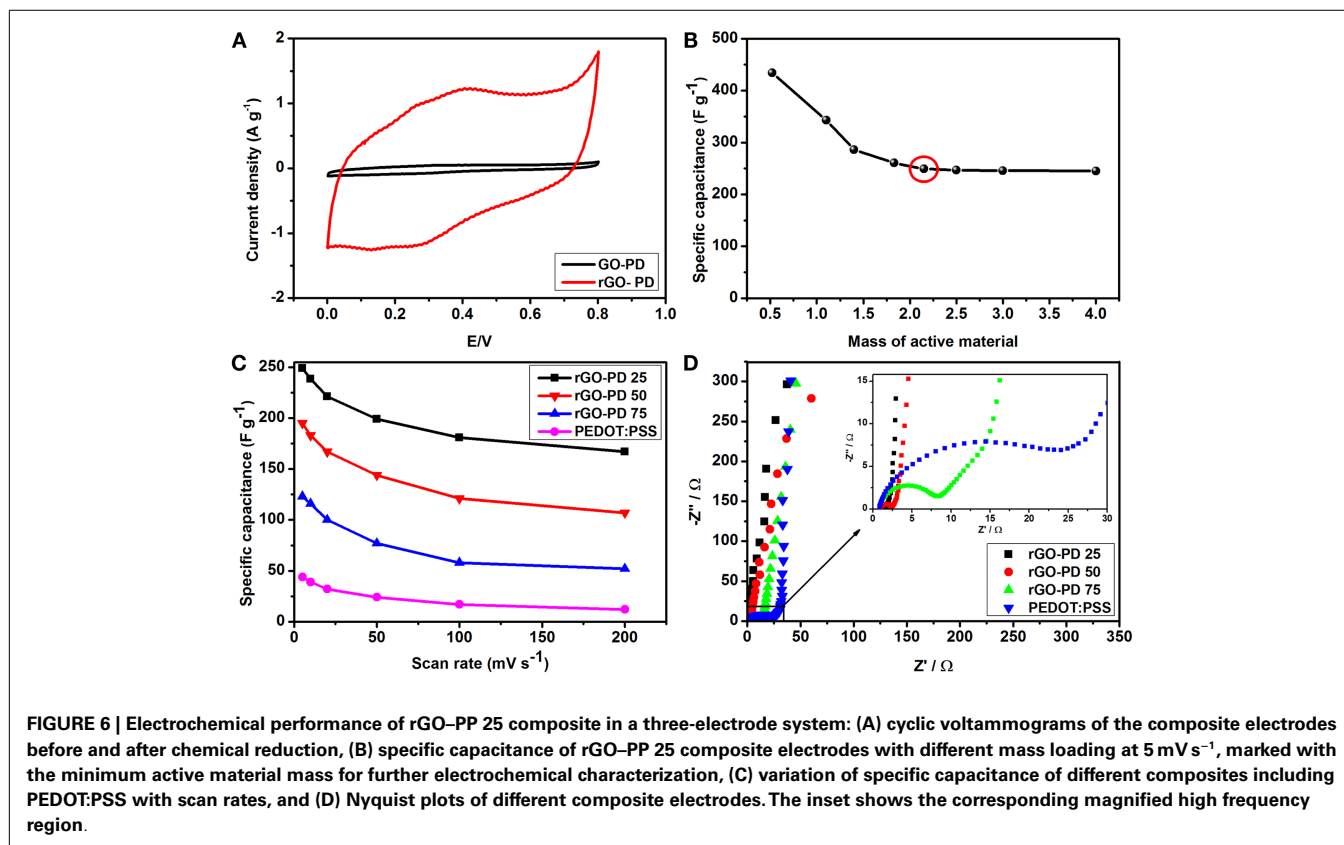 A
Current density (A g-1)
2
1
0
-1
-2
0.0 0.2 0.4 0.6 0.8 1.0
E/V
GO-PD
rGO- PD
B
Specific capacitance (F g-1)
500
400
300
200
100
0
0.5 1.0 1.5 2.0 2.5 3.0 3.5 4.0
Mass of active material
C
Specific capacitance (F g-1)
250
200
150
100
50
0
0 50 100 150 200
Scan rate (mV s-1)
rGO-PD 25
rGO-PD 50
rGO-PD 75
PEDOT:PSS
D
-Z''/ Ω
300
250
200
150
100
50
0
0 25 50 75 100 125 150 175 200 225 250 275 300 325 350
Z' / Ω
-Z'' / Ω
15
10
5
0
0 5 10 15 20 25 30
Z' / Ω
rGO-PD 25
rGO-PD 50
rGO-PD 75
PEDOT:PSS
FIGURE 6 | Electrochemical performance of rGO–PP 25 composite in a three-electrode system: (A) cyclic voltammograms of the composite electrodes
before and after chemical reduction, (B) specific capacitance of rGO–PP 25 composite electrodes with different mass loading at 5 mV s−1, marked with
the minimum active material mass for further electrochemical characterization, (C) variation of specific capacitance of different composites including
PEDOT:PSS with scan rates, and (D) Nyquist plots of different composite electrodes. The inset shows the corresponding magnified high frequency
region.